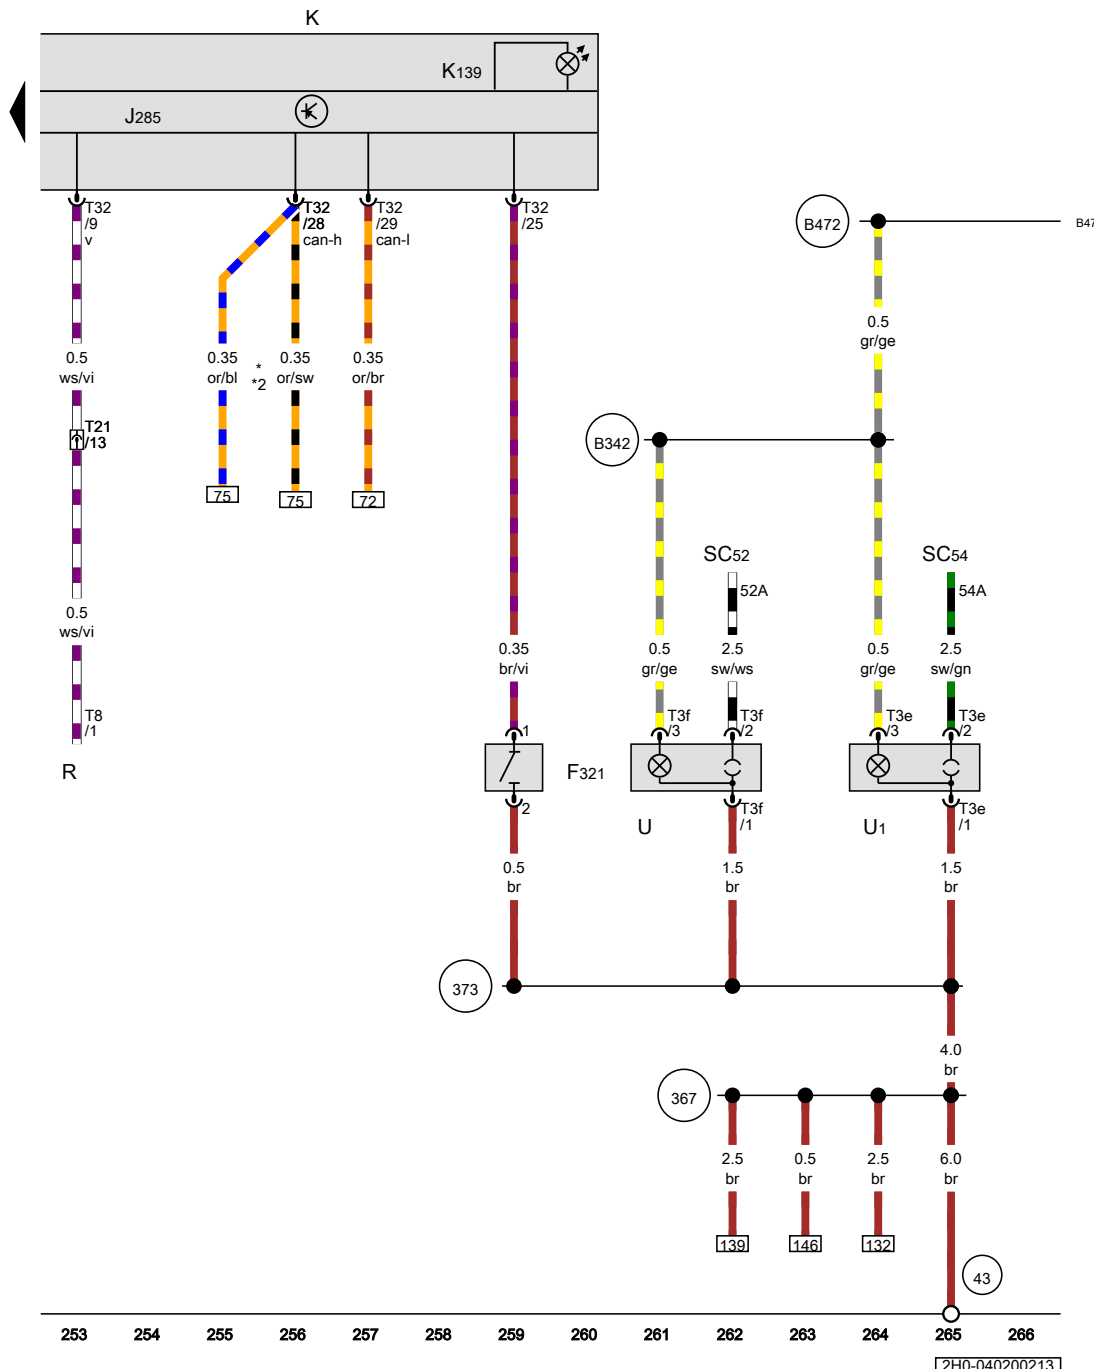 K
K139
J285
T32
/9
v
T32
/28
can-h
T32
/29
can-l
T32
/25
B472
0.5
gr/ge
0.5
ws/vi
0.35
or/bl
*
*2
0.35
or/sw
0.35
or/br
T21
/13
B342
75
75
72
SC52
SC54
52A
54A
0.5
ws/vi
0.35
br/vi
0.5
gr/ge
2.5
sw/ws
0.5
gr/ge
2.5
sw/gn
T8
/1
1
T3f
/3
T3f
/2
T3e
/3
T3e
/2
R
F321
2
T3f
/1
T3e
/1
U
U1
0.5
br
1.5
br
1.5
br
373
4.0
br
367
2.5
br
0.5
br
2.5
br
6.0
br
139
146
132
43
253 254 255 256 257 258 259 260 261 262 263 264 265 266
2H0-040200213